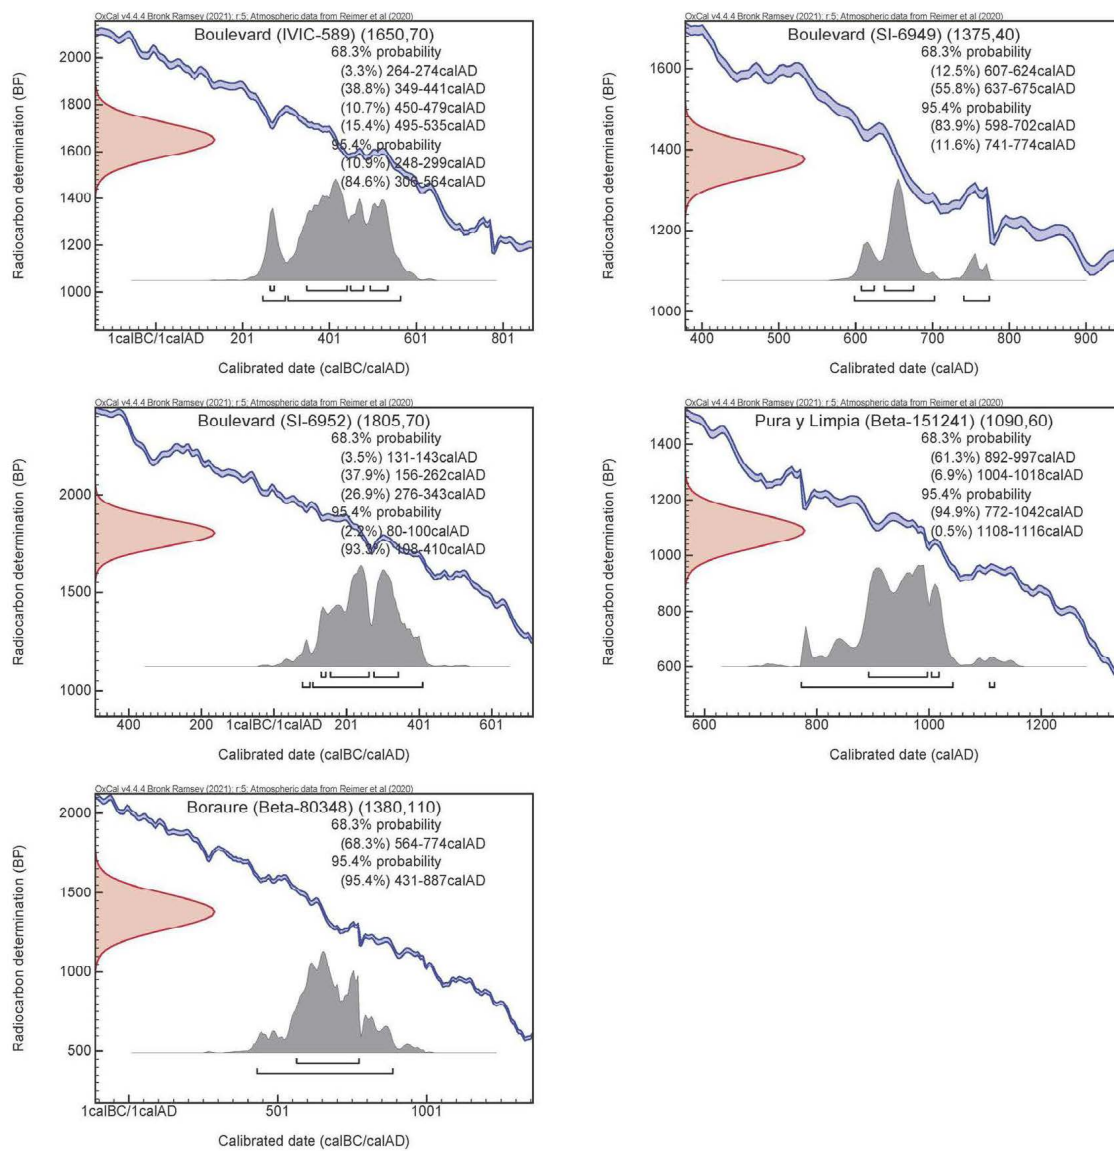 OxCal v4.4.4 Bronk Ramsey (2021); r:5; Atmospheric data from Reimer et al (2020)
Boulevard (IVIC-589) (1650,70)
68.3% probability
(3.3%) 264-274calAD
(38.8%) 349-441calAD
(10.7%) 450-479calAD
(15.4%) 495-535calAD
95.4% probability
(10.9%) 248-299calAD
(84.6%) 306-564calAD
Radiocarbon determination (BP)
2000
1800
1600
1400
1200
1000
1calBC/1calAD 201 401 601 801
Calibrated date (calBC/calAD)
OxCal v4.4.4 Bronk Ramsey (2021); r:5; Atmospheric data from Reimer et al (2020)
Boulevard (SI-6949) (1375,40)
68.3% probability
(12.5%) 607-624calAD
(55.8%) 637-675calAD
95.4% probability
(83.9%) 598-702calAD
(11.6%) 741-774calAD
Radiocarbon determination (BP)
1600
1400
1200
1000
400 500 600 700 800 900
Calibrated date (calAD)
OxCal v4.4.4 Bronk Ramsey (2021); r:5; Atmospheric data from Reimer et al (2020)
Boulevard (SI-6952) (1805,70)
68.3% probability
(3.5%) 131-143calAD
(37.9%) 156-262calAD
(26.9%) 276-343calAD
95.4% probability
(2.2%) 80-100calAD
(93.3%) 108-410calAD
Radiocarbon determination (BP)
2000
1500
1000
400 200 1calBC/1calAD 201 401 601
Calibrated date (calBC/calAD)
OxCal v4.4.4 Bronk Ramsey (2021); r:5; Atmospheric data from Reimer et al (2020)
Pura y Limpia (Beta-151241) (1090,60)
68.3% probability
(61.3%) 892-997calAD
(6.9%) 1004-1018calAD
95.4% probability
(94.9%) 772-1042calAD
(0.5%) 1108-1116calAD
Radiocarbon determination (BP)
1400
1200
1000
800
600
600 800 1000 1200
Calibrated date (calAD)
OxCal v4.4.4 Bronk Ramsey (2021); r:5; Atmospheric data from Reimer et al (2020)
Boraure (Beta-80348) (1380,110)
68.3% probability
(68.3%) 564-774calAD
95.4% probability
(95.4%) 431-887calAD
Radiocarbon determination (BP)
2000
1500
1000
500
1calBC/1calAD 501 1001
Calibrated date (calBC/calAD)